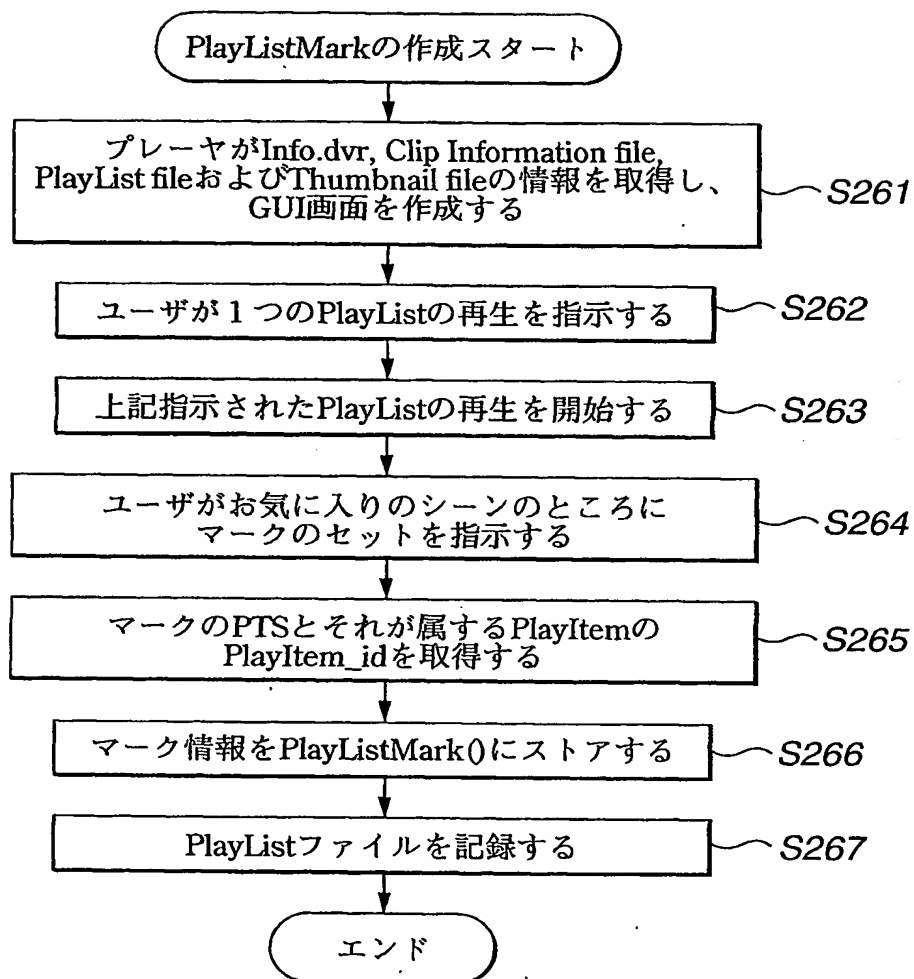 PlayListMarkの作成スタート
プレーヤがInfo.dvr, Clip Information file,
PlayList fileおよびThumbnail fileの情報を取得し、
GUI画面を作成する
S261
ユーザが１つのPlayListの再生を指示する
S262
上記指示されたPlayListの再生を開始する
S263
ユーザがお気に入りのシーンのところに
マークのセットを指示する
S264
マークのPTSとそれが属するPlayItemの
PlayItem_idを取得する
S265
マーク情報をPlayListMark()にストアする
S266
PlayListファイルを記録する
S267
エンド